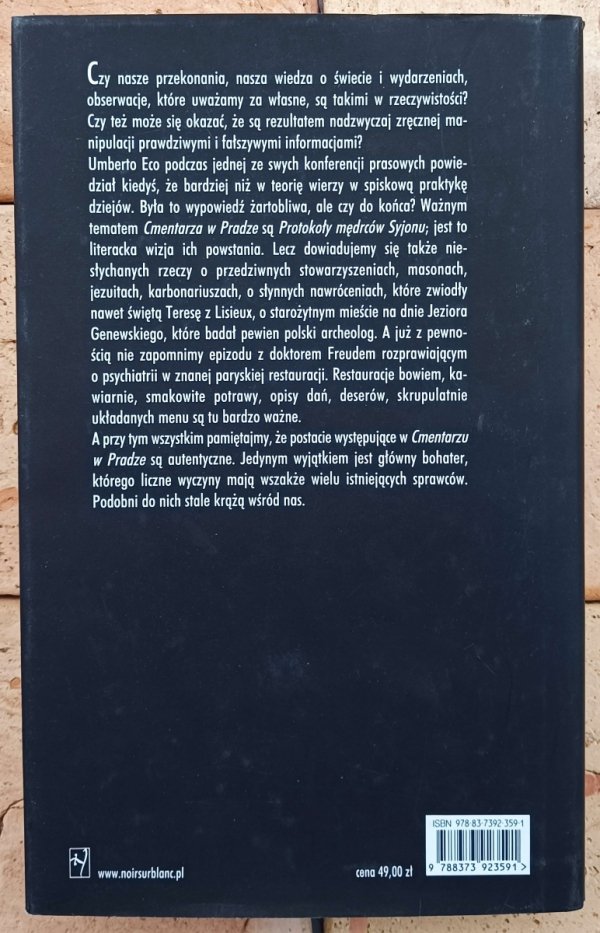 Czy nasze przekonania, nasza wiedza o świecie i wydarzeniach,
obserwacje, które uważamy za własne, są takimi w rzeczywistości?
Czy też może się okazać, że są rezultatem nadzwyczaj zręcznej ma-
nipulacji prawdziwymi i fałszywymi informacjami?
Umberto Eco podczas jednej ze swych konferencji prasowych powie-
dział kiedyś, że bardziej niż w teorię wierzy w spiskową praktykę
dziejów. Była to wypowiedź żartobliwa, ale czy do końca? Ważnym
tematem Cmentarza w Pradze są Protokoły mędrców Syjonu; jest to
literacka wizja ich powstania. Lecz dowiadujemy się także nie-
słychanych rzeczy o przedziwnych stowarzyszeniach, masonach,
jezuitach, karbonariuszach, o słynnych nawróceniach, które zwiodły
nawet świętą Teresę z Lisieux, o starożytnym mieście na dnie Jeziora
Genewskiego, które badał pewien polski archeolog. A już z pewno-
ścią nie zapomnimy epizodu z doktorem Freudem rozprawiającym
o psychiatrii w znanej paryskiej restauracji. Restauracje bowiem, ka-
wiarnie, smakowite potrawy, opisy dań, deserów, skrupulatnie
układanych menu są tu bardzo ważne.
A przy tym wszystkim pamiętajmy, że postacie występujące w Cmentarzu
w Pradze są autentyczne. Jedynym wyjątkiem jest główny bohater,
którego liczne wyczyny mają wszakże wielu istniejących sprawców.
Podobni do nich stale krążą wśród nas.
ISBN 978-83-7392-359-1
9 788373 923591 >
www.noirsurblanc.pl
cena 49,00 zł